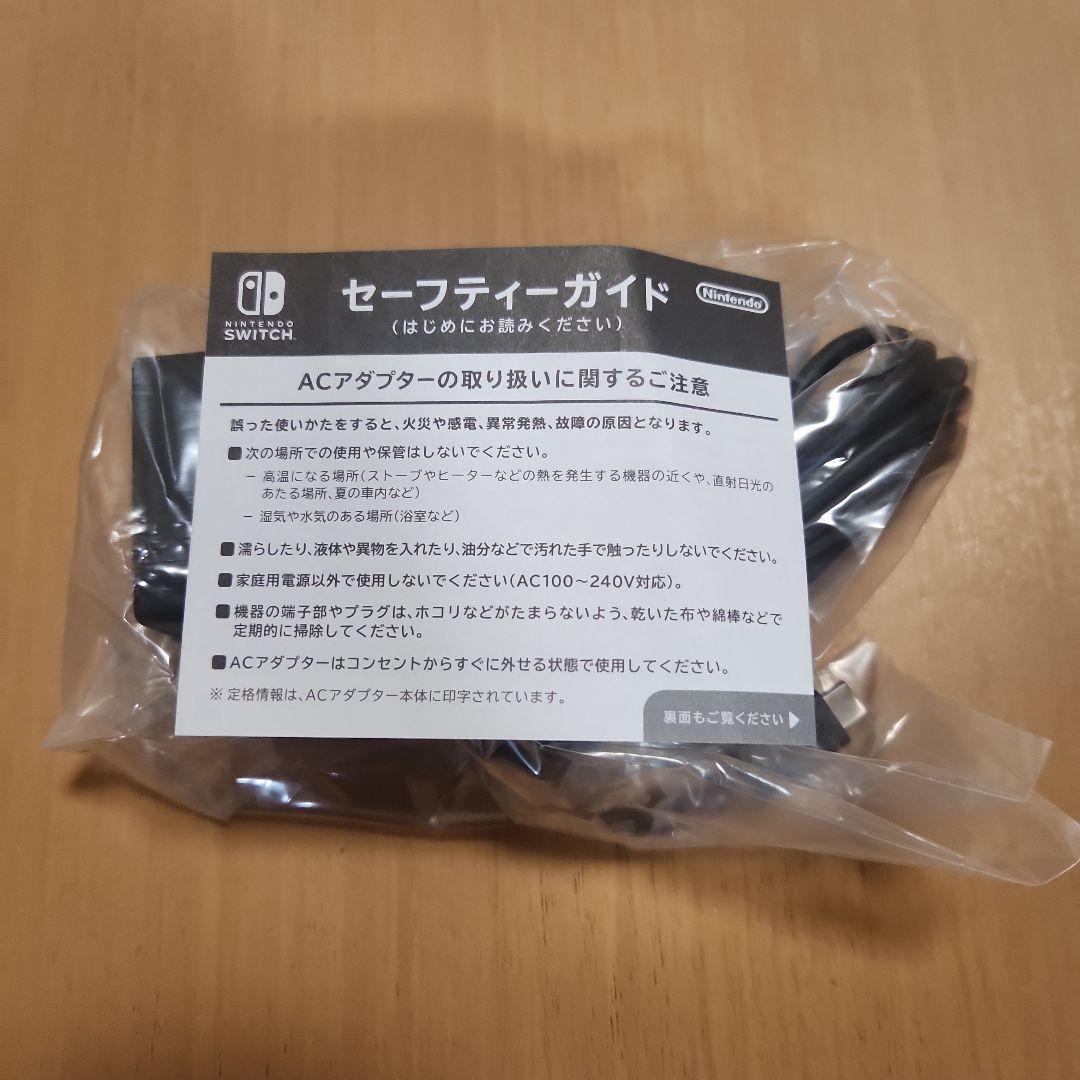 NINTENDO
SWITCH
セーフティーガイド
(はじめにお読みください)
Nintendo
ACアダプターの取り扱いに関するご注意
誤った使いかたをすると、火災や感電、異常発熱、故障の原因となります。
■次の場所での使用や保管はしないでください。
－ 高温になる場所(ストーブやヒーターなどの熱を発生する機器の近くや、直射日光の
あたる場所、夏の車内など)
－ 湿気や水気のある場所(浴室など)
■濡らしたり、液体や異物を入れたり、油分などで汚れた手で触ったりしないでください。
■家庭用電源以外で使用しないでください(AC100～240V対応)。
■機器の端子部やプラグは、ホコリなどがたまらないよう、乾いた布や綿棒などで
定期的に掃除してください。
■ACアダプターはコンセントからすぐに外せる状態で使用してください。
※ 定格情報は、ACアダプター本体に印字されています。
裏面もご覧ください▶